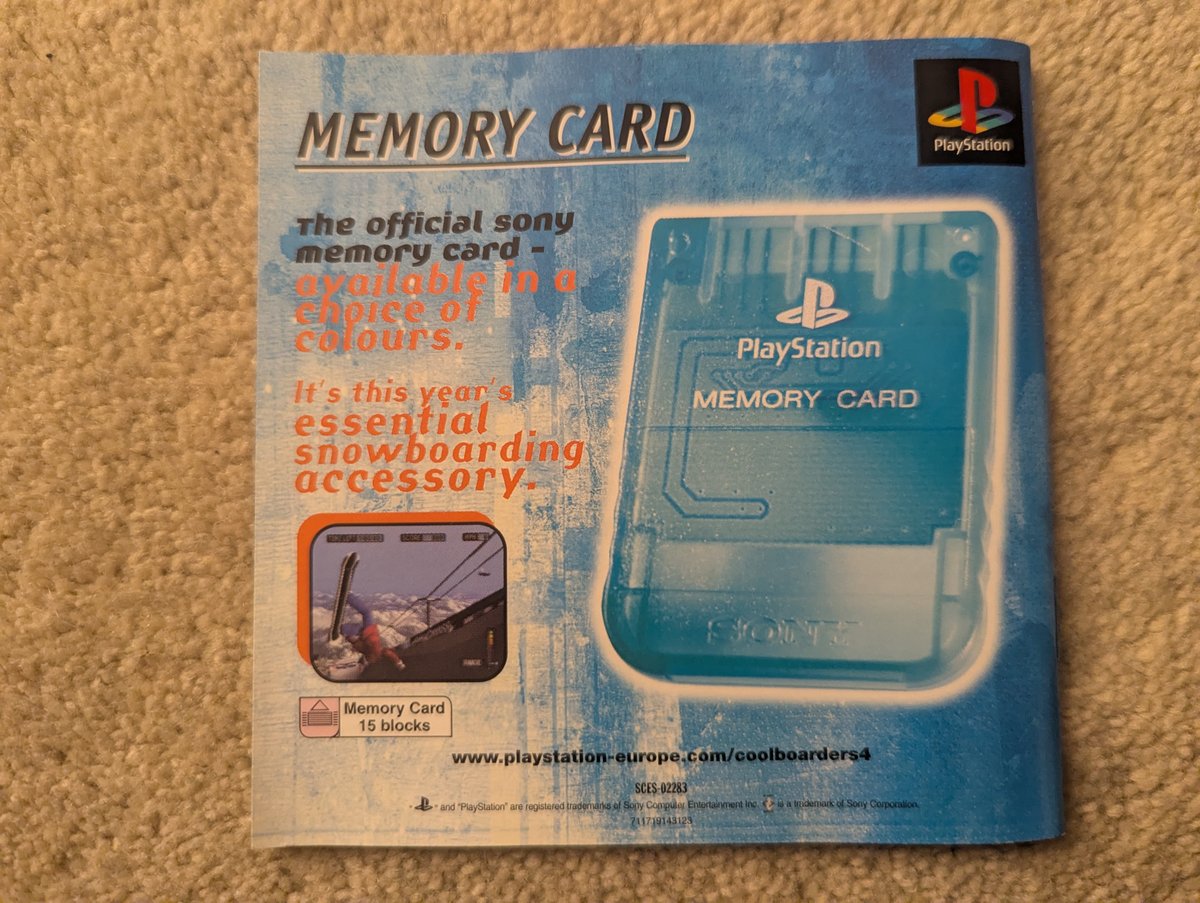 MEMORY CARD
PlayStation
The official sony
memory card -
available in a
choice of
colours.
It's this year's
essential
snowboarding
accessory.
PlayStation
MEMORY CARD
SONY
Memory Card
15 blocks
www.playstation-europe.com/coolboarders4
SCES-02283
" " and "PlayStation" are registered trademarks of Sony Computer Entertainment Inc. is a trademark of Sony Corporation.
711719143123